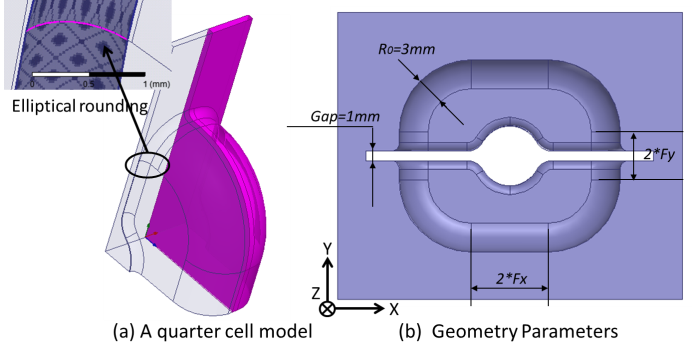 0 0.5 1 (mm)
Elliptical rounding
R0=3mm
Gap=1mm
2*Fy
2*Fx
Y
Z
X
(a) A quarter cell model
(b) Geometry Parameters